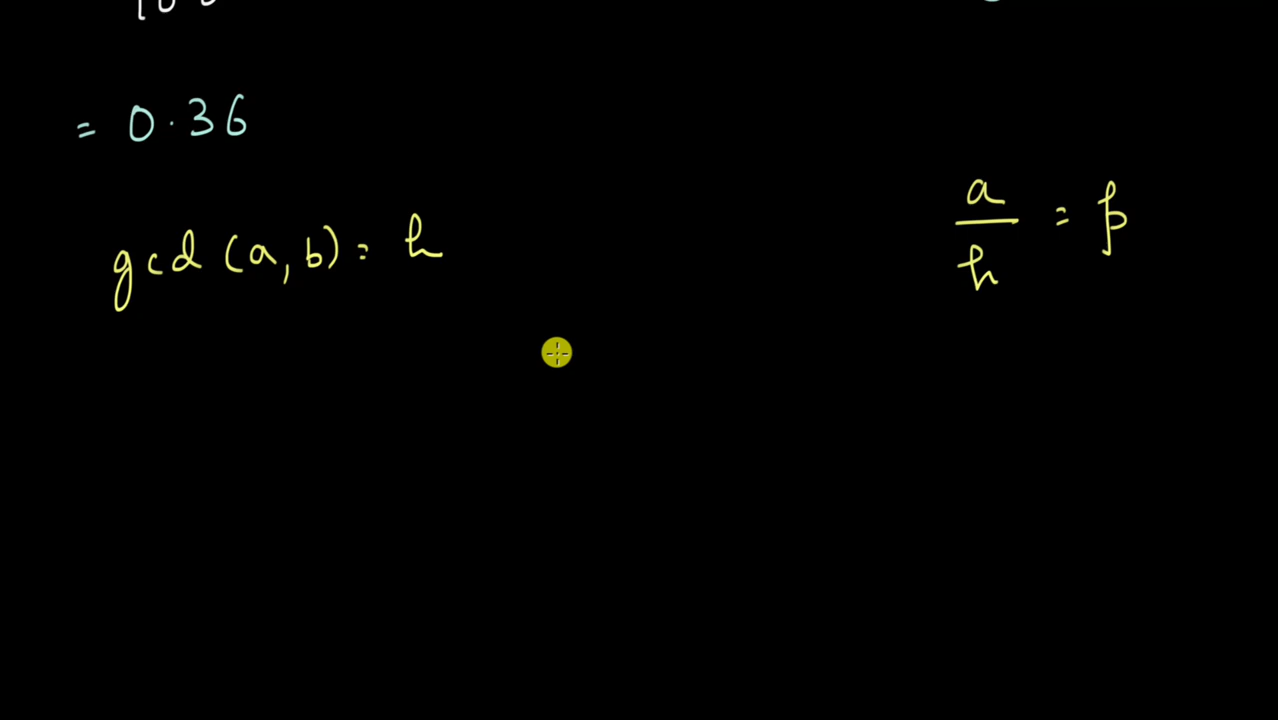 = 0.36
gcd (a, b) = h
a
h
= p